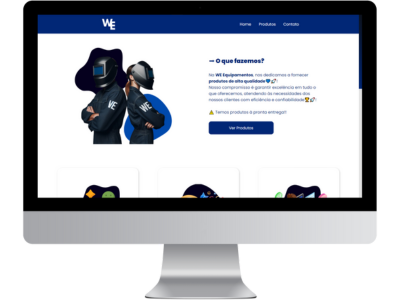 WE
Home Produtos Contato
O que fazemos?
Na WE Equipamentos, nos dedicamos a fornecer
produtos de alta qualidade
Nosso compromisso é garantir excelência em tudo o
que oferecemos, atendendo às necessidades dos
nossos clientes com eficiência e confiabilidade
Temos produtos à pronta entrega!!
Ver Produtos
WE
WE